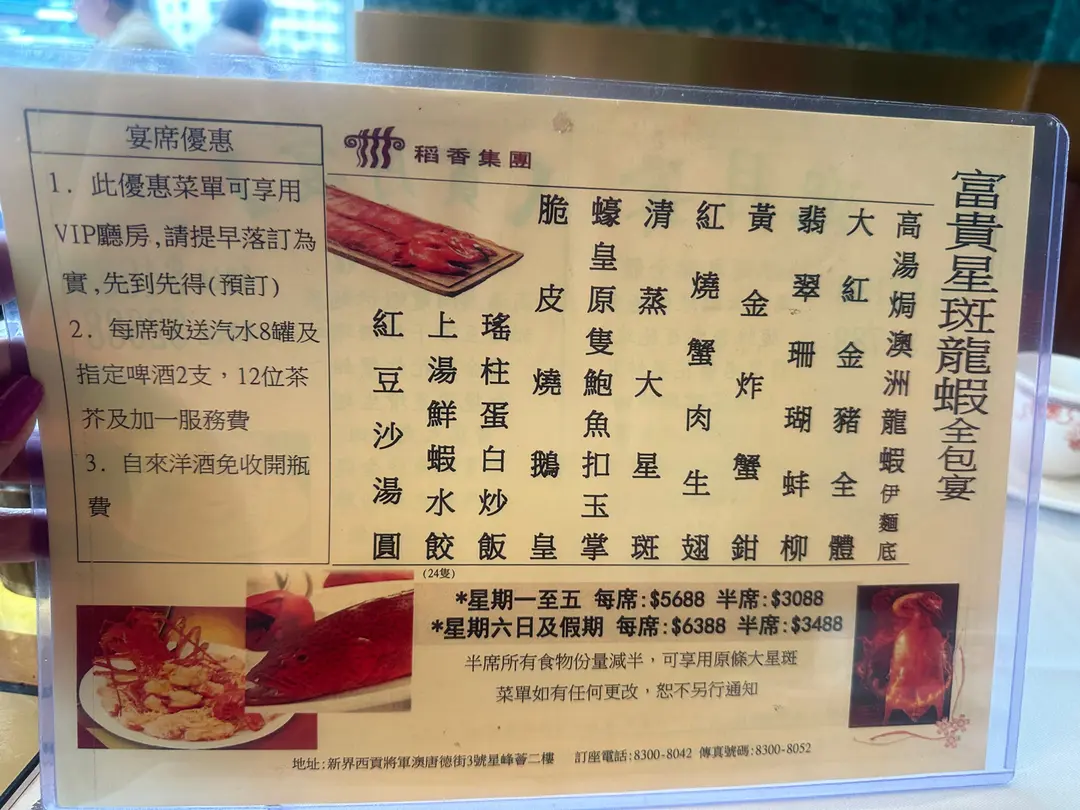 富貴星斑龍蝦全包宴
稻香集團
高湯焗澳洲龍蝦伊麵底
大紅金豬全體
翡翠珊瑚蚌柳
黃金炸蟹鉗
紅燒蟹肉生翅
清蒸大星斑
蠔皇原隻鮑魚扣玉掌
脆皮燒鵝皇
瑤柱蛋白炒飯
上湯鮮蝦水餃
(24隻)
紅豆沙湯圓
宴席優惠
1. 此優惠菜單可享用
VIP廳房,請提早落訂為
實,先到先得(預訂)
2. 每席敬送汽水8罐及
指定啤酒2支，12位茶
芥及加一服務費
3. 自來洋酒免收開瓶
費
*星期一至五 每席:$5688 半席:$3088
*星期六日及假期 每席:$6388 半席:$3488
半席所有食物份量減半，可享用原條大星斑
菜單如有任何更改，恕不另行通知
地址:新界西貢將軍澳唐德街3號星峰薈二樓 訂座電話:8300-8042 傳真號碼:8300-8052